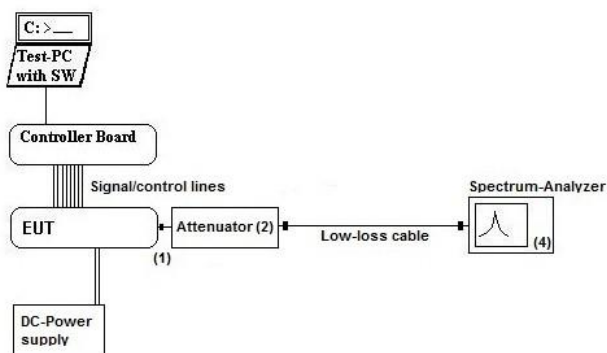 C:>__
Test-PC
with SW
Controller Board
Signal/control lines
Spectrum-Analyzer
EUT
Attenuator (2)
Low-loss cable
(4)
(1)
DC-Power
supply